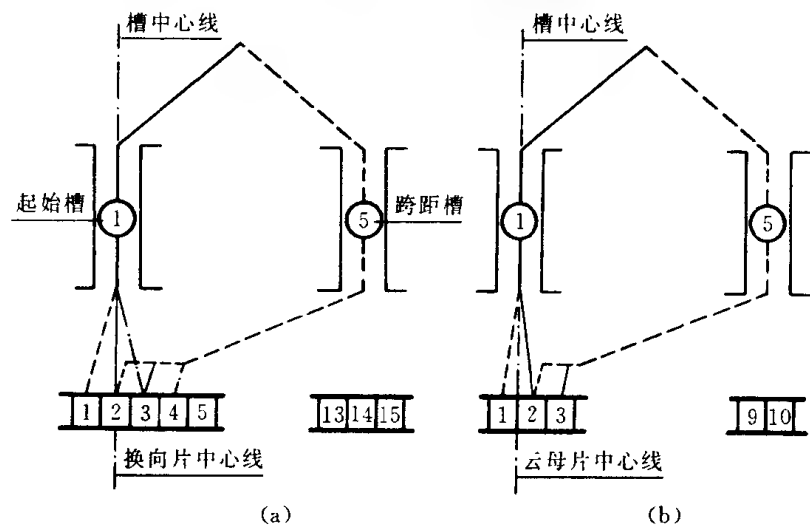 槽中心线 槽中心线
起始槽 1 5 跨距槽 1 5
1 2 3 4 5 13 14 15 1 2 3 9 10
换向片中心线 云母片中心线
(a) (b)